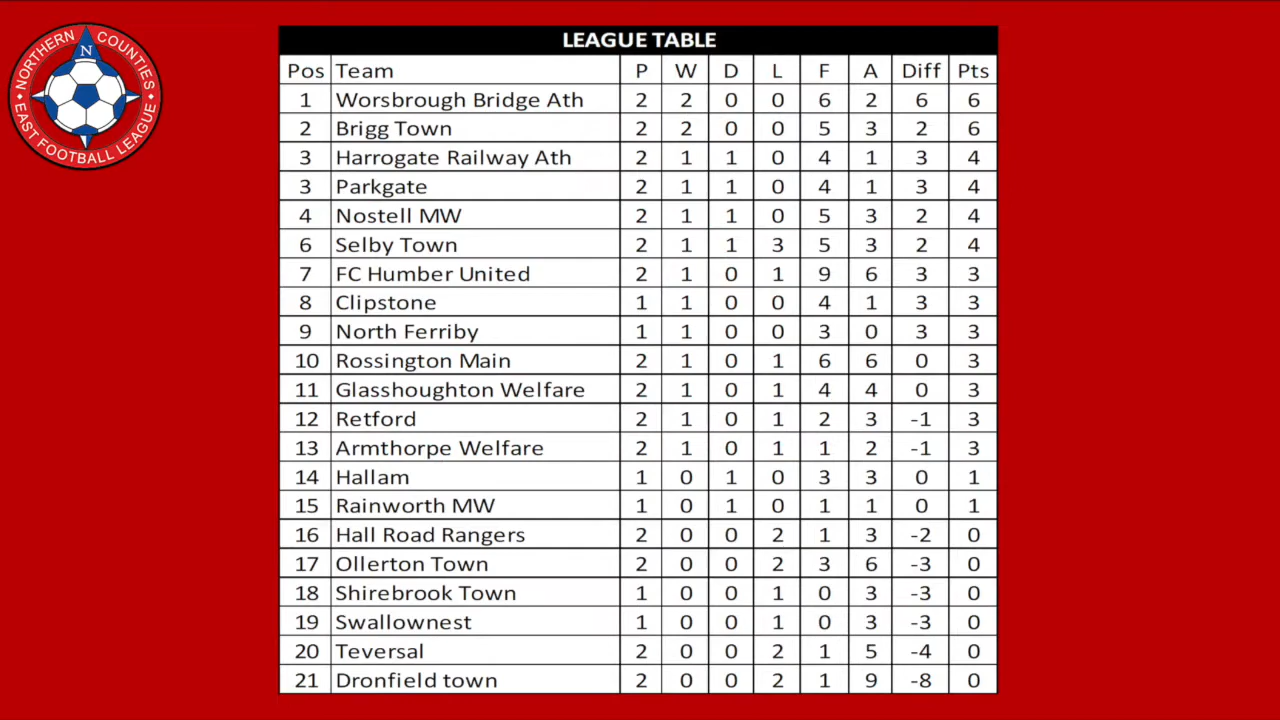 NORTHERN COUNTIES
EAST FOOTBALL LEAGUE
N
LEAGUE TABLE
Pos Team P W D L F A Diff Pts
1 Worsbrough Bridge Ath 2 2 0 0 6 2 6 6
2 Brigg Town 2 2 0 0 5 3 2 6
3 Harrogate Railway Ath 2 1 1 0 4 1 3 4
3 Parkgate 2 1 1 0 4 1 3 4
4 Nostell MW 2 1 1 0 5 3 2 4
6 Selby Town 2 1 1 3 5 3 2 4
7 FC Humber United 2 1 0 1 9 6 3 3
8 Clipstone 1 1 0 0 4 1 3 3
9 North Ferriby 1 1 0 0 3 0 3 3
10 Rossington Main 2 1 0 1 6 6 0 3
11 Glasshoughton Welfare 2 1 0 1 4 4 0 3
12 Retford 2 1 0 1 2 3 -1 3
13 Armthorpe Welfare 2 1 0 1 1 2 -1 3
14 Hallam 1 0 1 0 3 3 0 1
15 Rainworth MW 1 0 1 0 1 1 0 1
16 Hall Road Rangers 2 0 0 2 1 3 -2 0
17 Ollerton Town 2 0 0 2 3 6 -3 0
18 Shirebrook Town 1 0 0 1 0 3 -3 0
19 Swallownest 1 0 0 1 0 3 -3 0
20 Teversal 2 0 0 2 1 5 -4 0
21 Dronfield town 2 0 0 2 1 9 -8 0